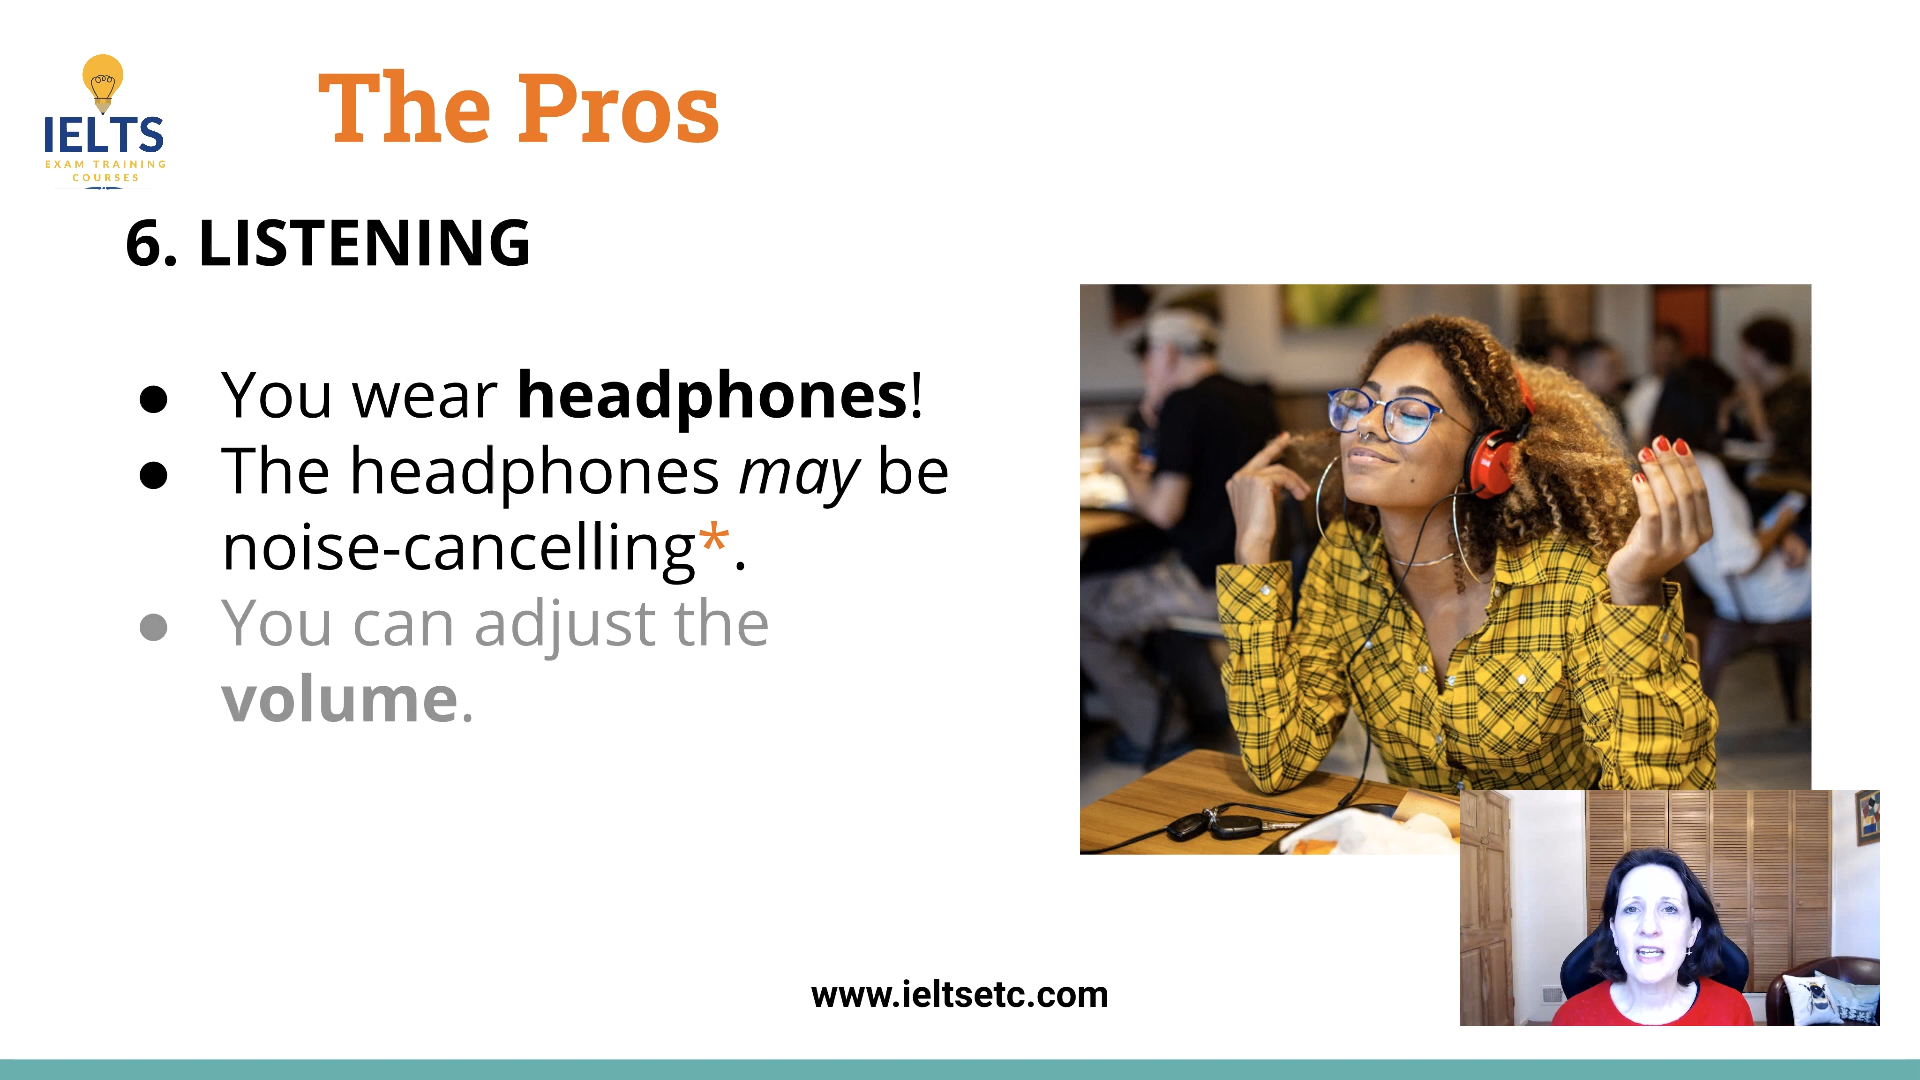 IELTS
EXAM TRAINING
COURSES
The Pros
6. LISTENING
● You wear headphones!
● The headphones may be
noise-cancelling*.
● You can adjust the
volume.
www.ieltsetc.com